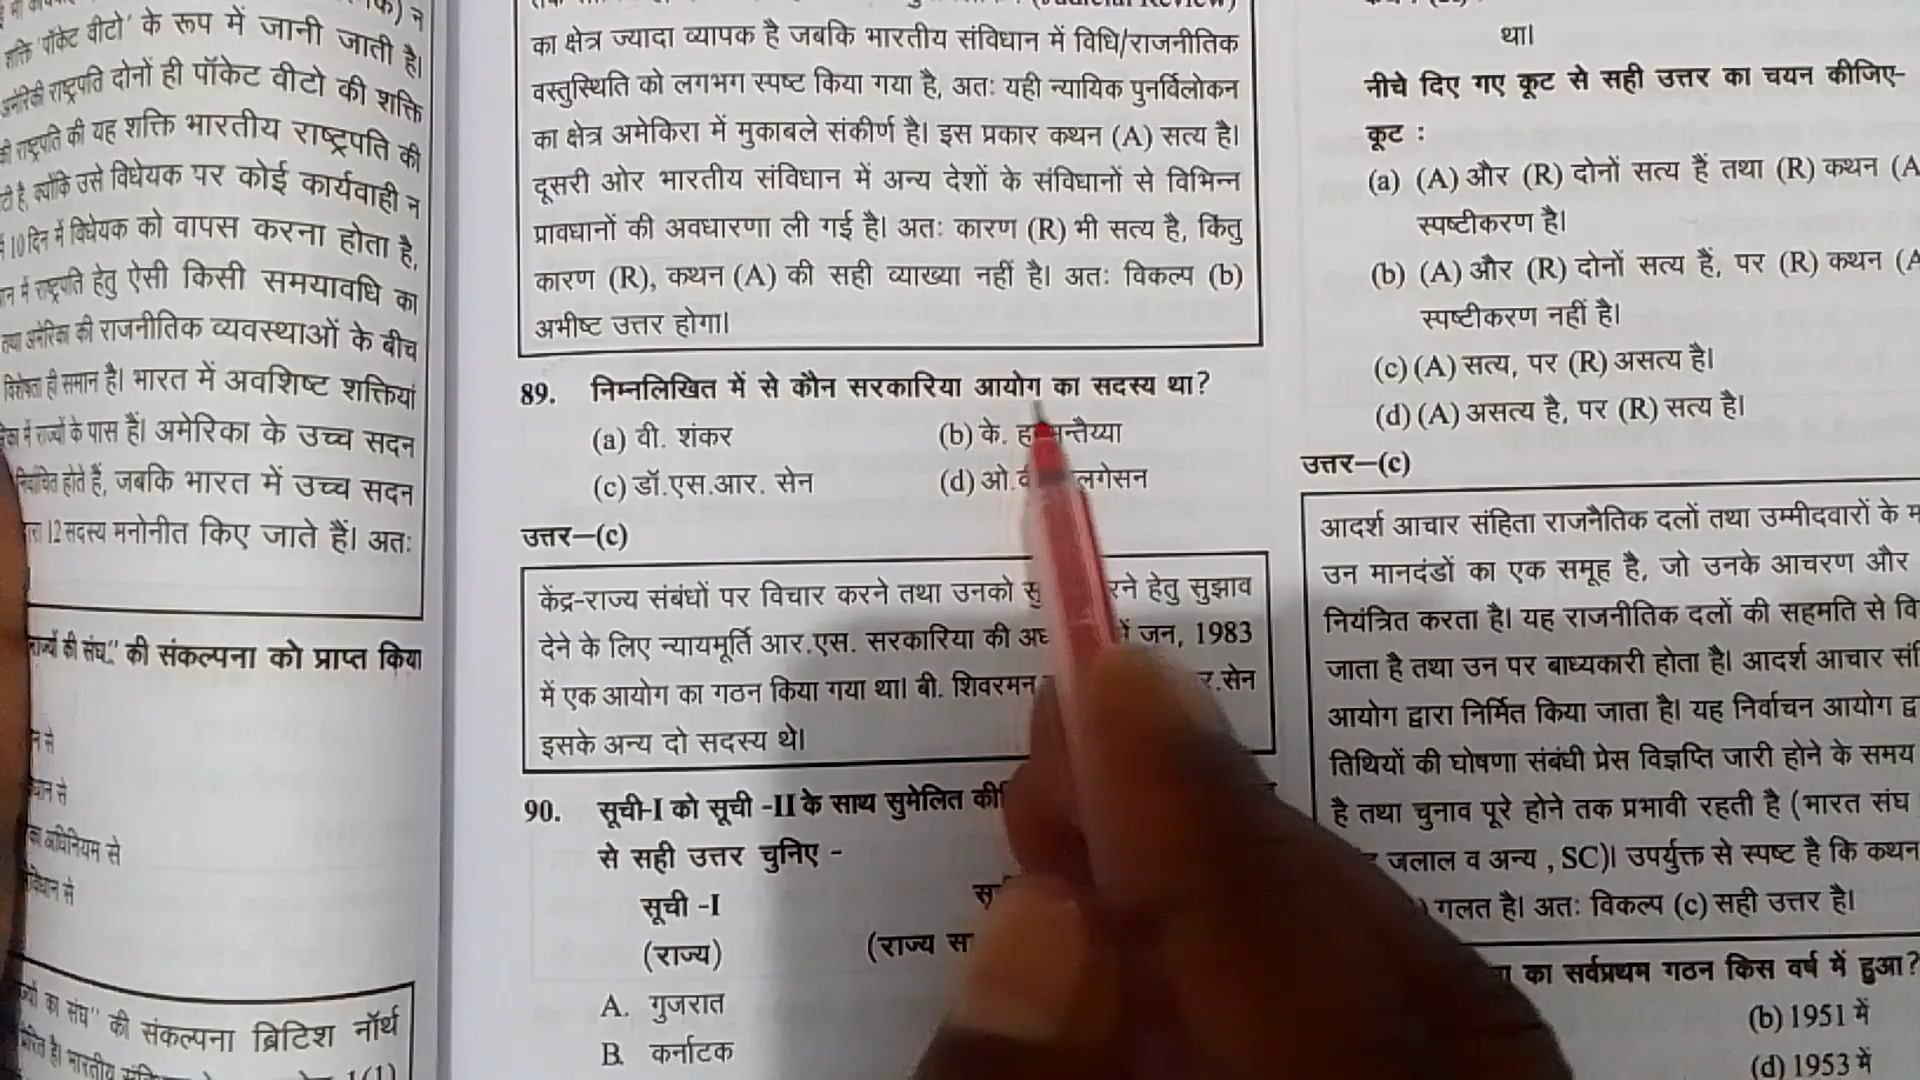 शक्ति 'पॉकेट वीटो' के रूप में जानी जाती है।
राष्ट्रपति दोनों ही पॉकेट वीटो की शक्ति
राष्ट्रपति की यह शक्ति भारतीय राष्ट्रपति की
है, क्योंकि उसे विधेयक पर कोई कार्यवाही न
10 दिन में विधेयक को वापस करना होता है,
में राष्ट्रपति हेतु ऐसी किसी समयावधि का
तथा अमेरिका की राजनीतिक व्यवस्थाओं के बीच
विशेषता ही समान है। भारत में अवशिष्ट शक्तियां
में राज्यों के पास हैं। अमेरिका के उच्च सदन
निर्वाचित होते हैं, जबकि भारत में उच्च सदन
12 सदस्य मनोनीत किए जाते हैं। अतः
की संघ" की संकल्पना को प्राप्त किया
से
से
अधिनियम से
से
का संघ" की संकल्पना ब्रिटिश नॉर्थ
है। भारतीय
1(1)
का क्षेत्र ज्यादा व्यापक है जबकि भारतीय संविधान में विधि/राजनीतिक
वस्तुस्थिति को लगभग स्पष्ट किया गया है, अतः यही न्यायिक पुनर्विलोकन
का क्षेत्र अमेकिरा में मुकाबले संकीर्ण है। इस प्रकार कथन (A) सत्य है।
दूसरी ओर भारतीय संविधान में अन्य देशों के संविधानों से विभिन्न
प्रावधानों की अवधारणा ली गई है। अतः कारण (R) भी सत्य है, किंतु
कारण (R), कथन (A) की सही व्याख्या नहीं है। अतः विकल्प (b)
अभीष्ट उत्तर होगा।
89. निम्नलिखित में से कौन सरकारिया आयोग का सदस्य था?
(a) वी. शंकर (b) के.
(c) डॉ.एस.आर. सेन (d)
उत्तर–(c)
केंद्र-राज्य संबंधों पर विचार करने तथा उनको हेतु सुझाव
देने के लिए न्यायमूर्ति आर.एस. सरकारिया की में जन, 1983
में एक आयोग का गठन किया गया था। बी. शिवरमन र.सेन
इसके अन्य दो सदस्य थे।
90. सूची-I को सूची -II के साथ सुमेलित
से सही उत्तर चुनिए -
सूची -I
(राज्य) (राज्य
A. गुजरात
B. कर्नाटक
था।
नीचे दिए गए कूट से सही उत्तर का चयन कीजिए-
कूट :
(a) (A) और (R) दोनों सत्य हैं तथा (R) कथन (A
स्पष्टीकरण है।
(b) (A) और (R) दोनों सत्य हैं, पर (R) कथन (A
स्पष्टीकरण नहीं है।
(c) (A) सत्य, पर (R) असत्य है।
(d) (A) असत्य है, पर (R) सत्य है।
उत्तर–(c)
आदर्श आचार संहिता राजनैतिक दलों तथा उम्मीदवारों के
उन मानदंडों का एक समूह है, जो उनके आचरण और
नियंत्रित करता है। यह राजनीतिक दलों की सहमति से
जाता है तथा उन पर बाध्यकारी होता है। आदर्श आचार
आयोग द्वारा निर्मित किया जाता है। यह निर्वाचन आयोग
तिथियों की घोषणा संबंधी प्रेस विज्ञप्ति जारी होने के समय
है तथा चुनाव पूरे होने तक प्रभावी रहती है (भारत संघ
जलाल व अन्य , SC)। उपर्युक्त से स्पष्ट है कि कथन
गलत है। अतः विकल्प (c) सही उत्तर है।
का सर्वप्रथम गठन किस वर्ष में हुआ?
(b) 1951 में
(d) 1953 में